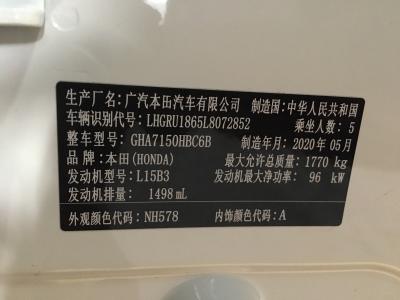 生产厂名：广汽本田汽车有限公司 制造国：中华人民共和国
车辆识别代号：LHGRU1865L8072852 乘坐人数：5
整车型号：GHA7150HBC6B 制造年月：2020年05月
品牌：本田(HONDA) 最大允许总质量：1770 kg
发动机型号：L15B3 发动机最大净功率：96 kW
发动机排量：1498 mL
外观颜色代码：NH578 内饰颜色代码：A